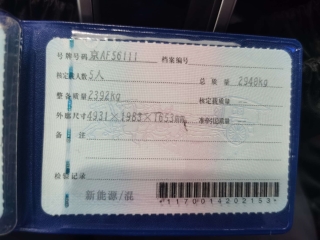 号牌号码 京AF56111 档案编号
核定载人数 5人 总质量 2948kg
整备质量 2392kg 核定载质量
外廓尺寸 4931×1983×1653mm 准牵引总质量
备注
检验记录
新能源/混
*1170014202153*